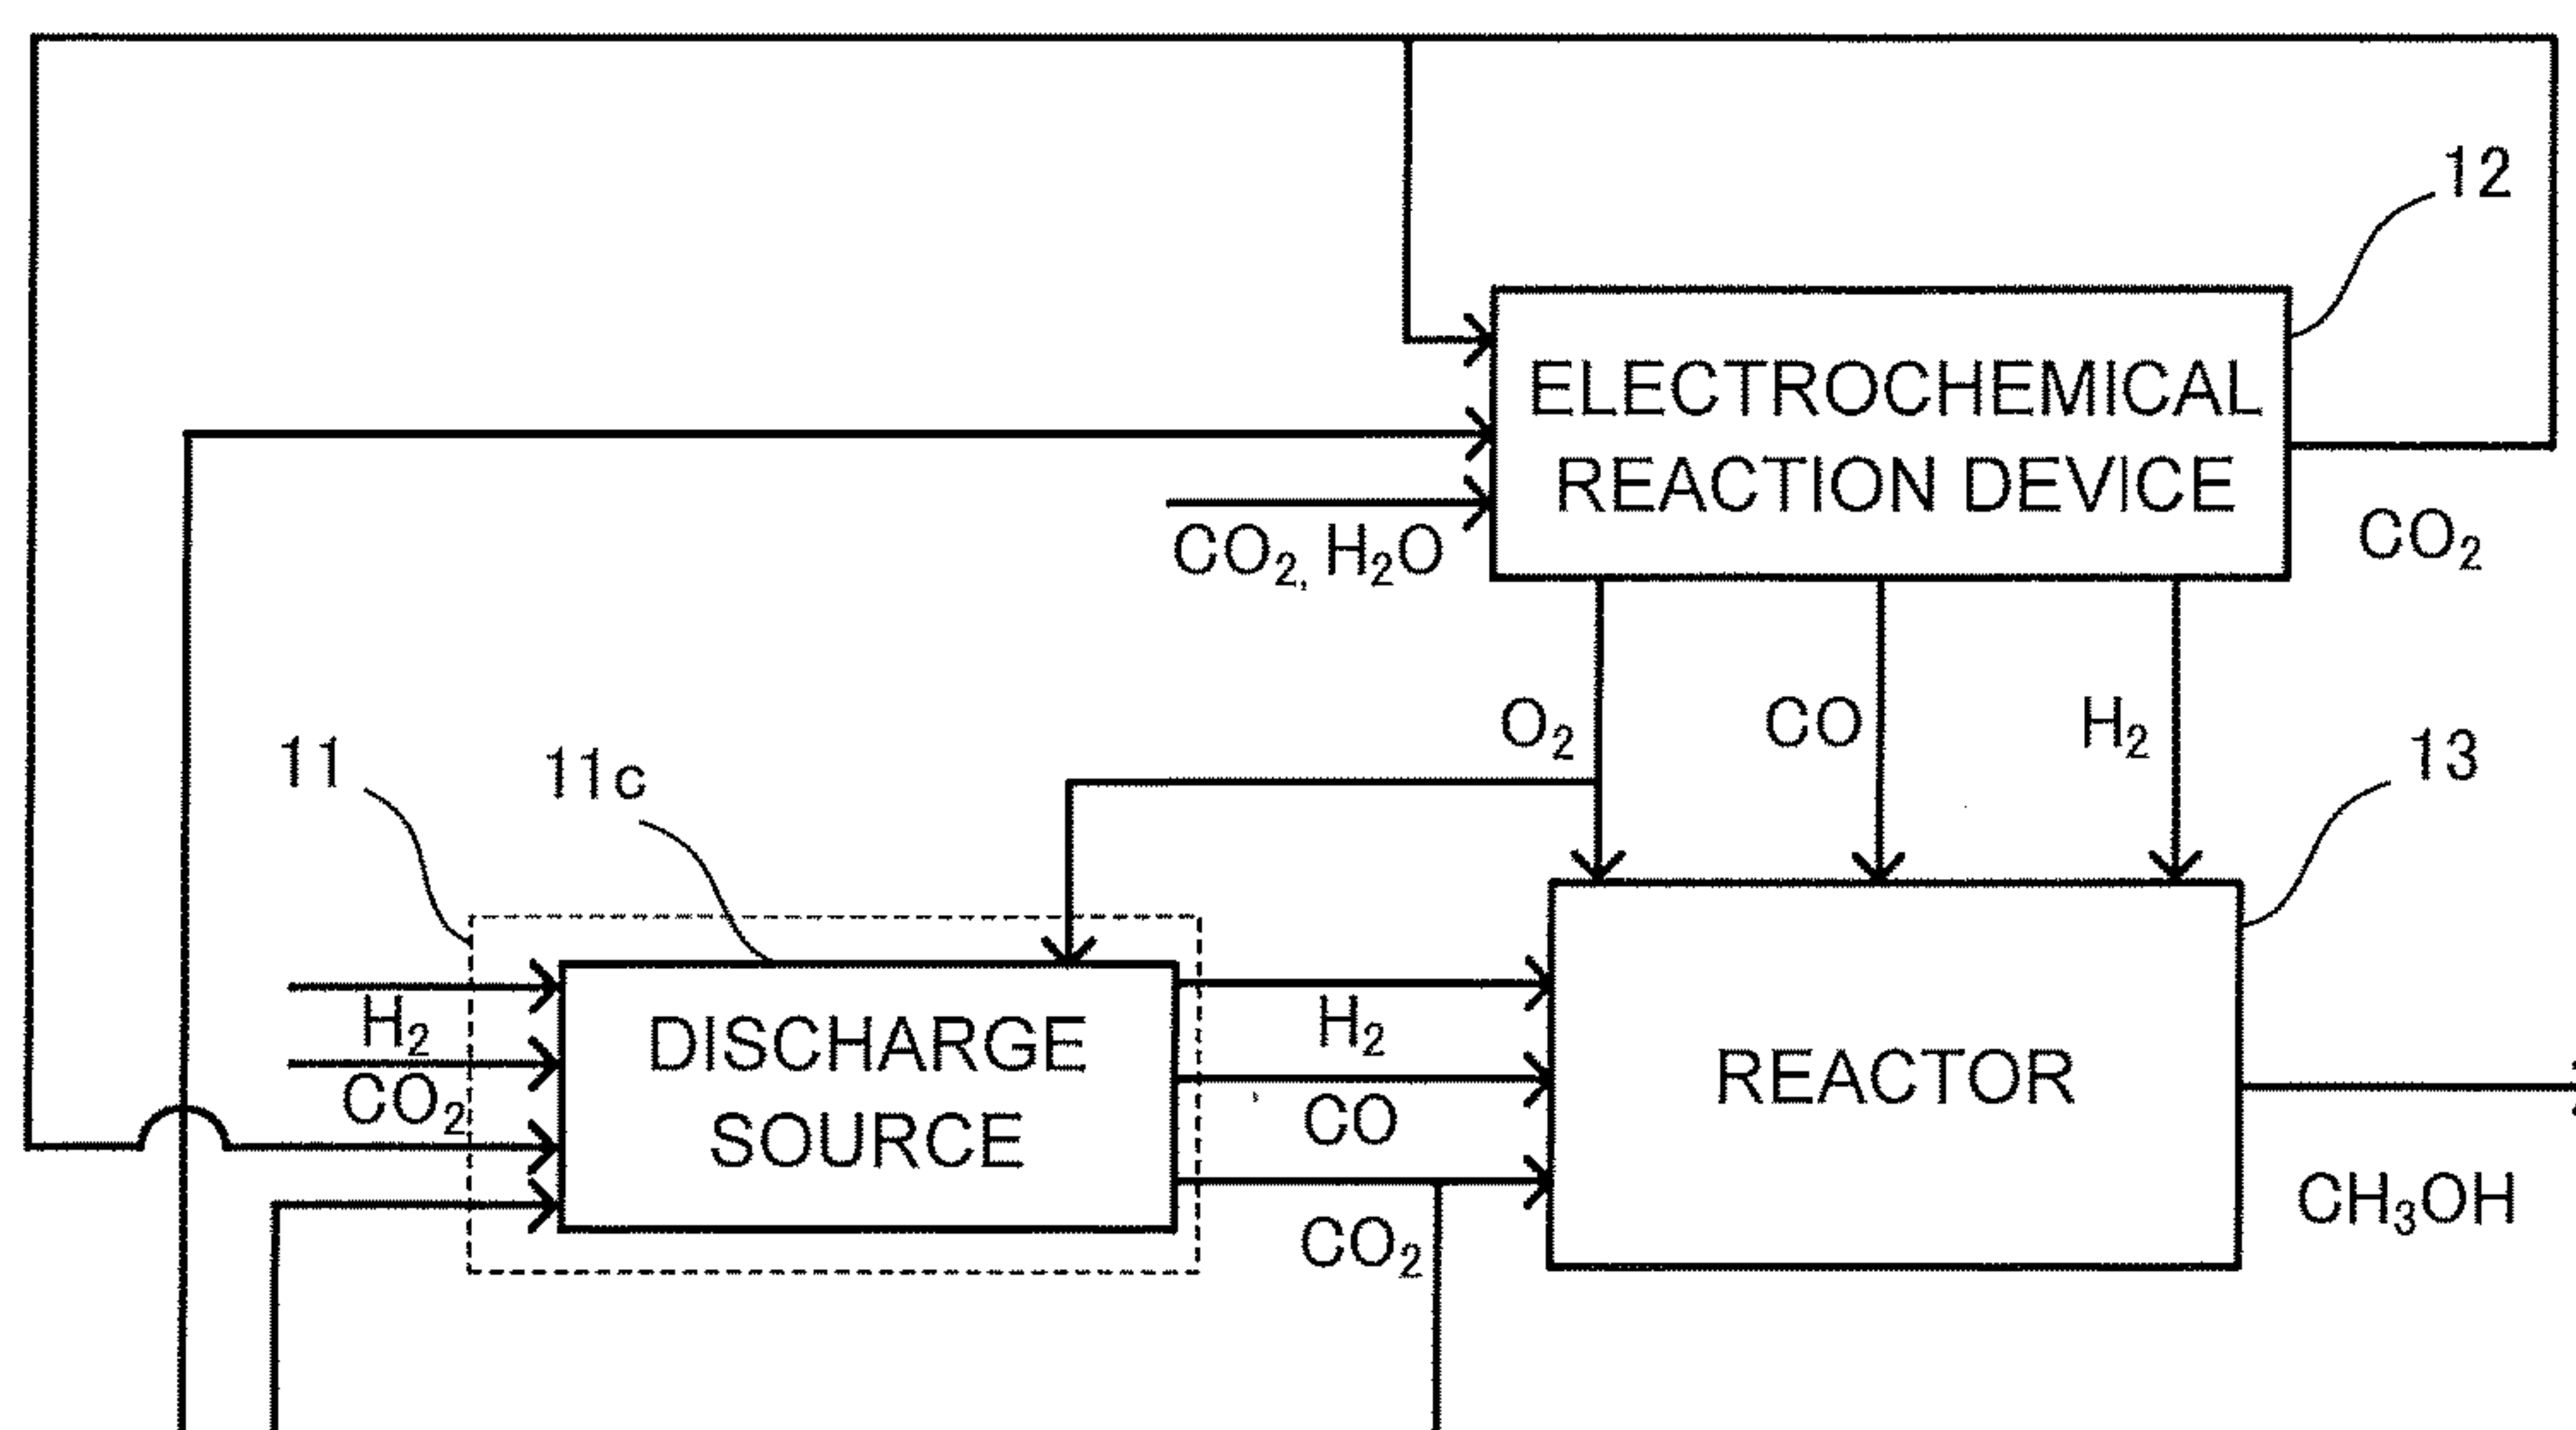 12
ELECTROCHEMICAL
REACTION DEVICE
CO₂, H₂O
CO₂
O₂
CO
H₂
11
11c
13
H₂
CO₂
DISCHARGE
SOURCE
H₂
CO
CO₂
REACTOR
CH₃OH